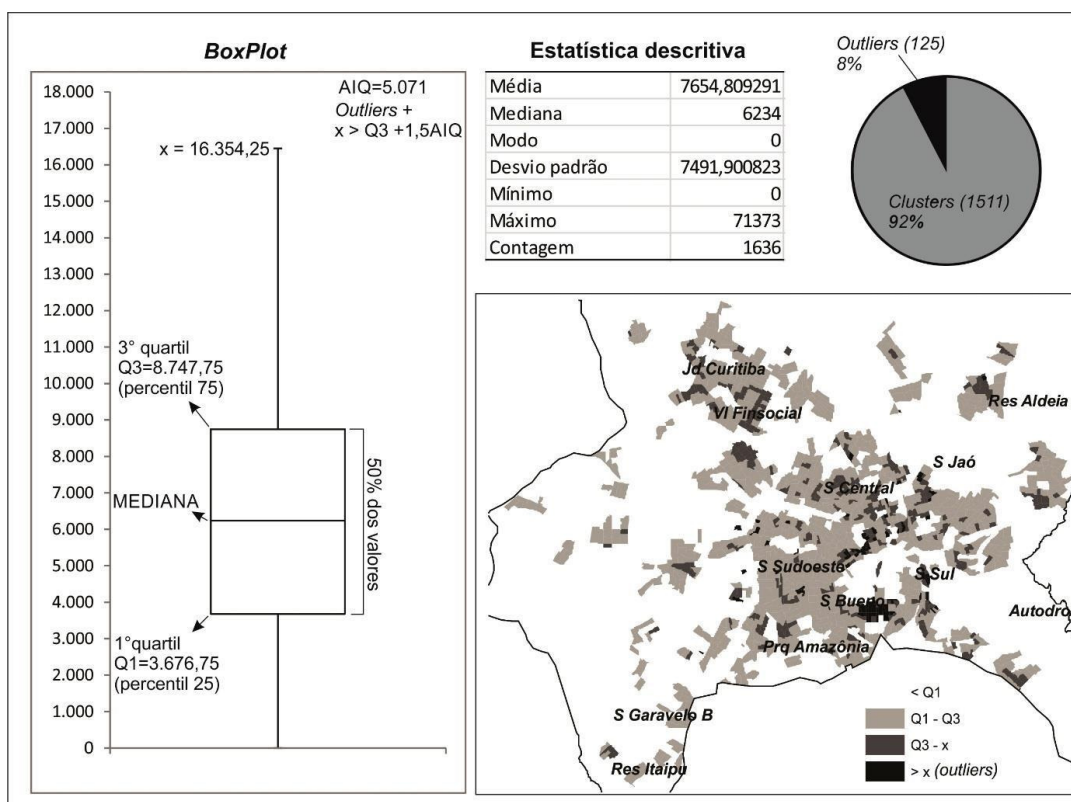 BoxPlot
AIQ=5.071
Outliers +
x > Q3 +1,5AIQ
18.000
17.000
16.000
15.000
14.000
13.000
12.000
11.000
10.000
9.000
8.000
7.000
6.000
5.000
4.000
3.000
2.000
1.000
0
x = 16.354,25
3° quartil
Q3=8.747,75
(percentil 75)
MEDIANA
50% dos valores
1°quartil
Q1=3.676,75
(percentil 25)
Estatística descritiva
Média 7654,809291
Mediana 6234
Modo 0
Desvio padrão 7491,900823
Mínimo 0
Máximo 71373
Contagem 1636
Outliers (125)
8%
Clusters (1511)
92%
Jd Curitiba
Vl Finsocial
Res Aldeia
S Jaó
S Central
S Sudoeste
S Sul
S Bueno
Autodro
Prq Amazônia
S Garavelo B
Res Itaipu
< Q1
Q1 - Q3
Q3 - x
> x (outliers)